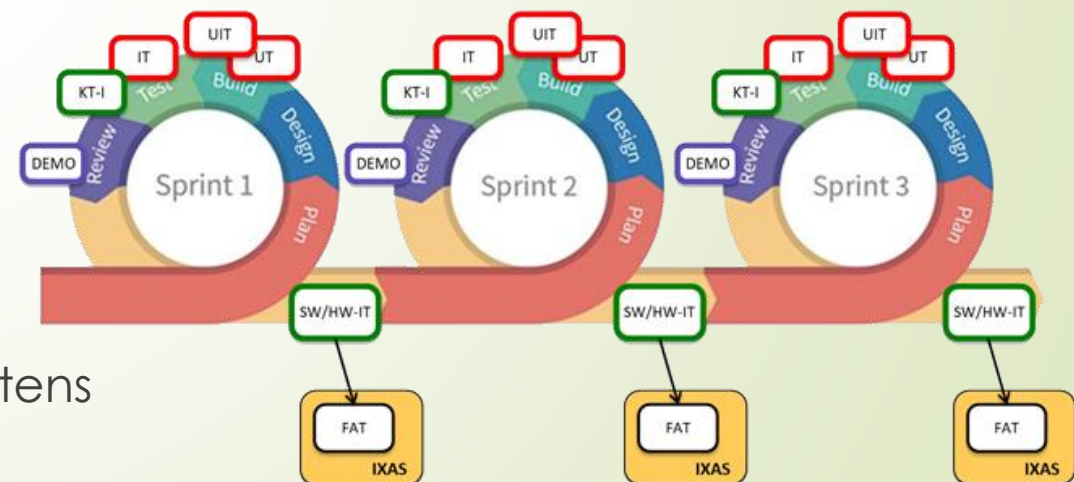 UIT
IT
UT
KT-I
Test
Build
DEMO
Review
Design
Sprint 1
Plan
SW/HW-IT
FAT
IXAS
UIT
IT
UT
KT-I
Test
Build
DEMO
Review
Design
Sprint 2
Plan
SW/HW-IT
FAT
IXAS
UIT
IT
UT
KT-I
Test
Build
DEMO
Review
Design
Sprint 3
Plan
SW/HW-IT
FAT
IXAS
tens